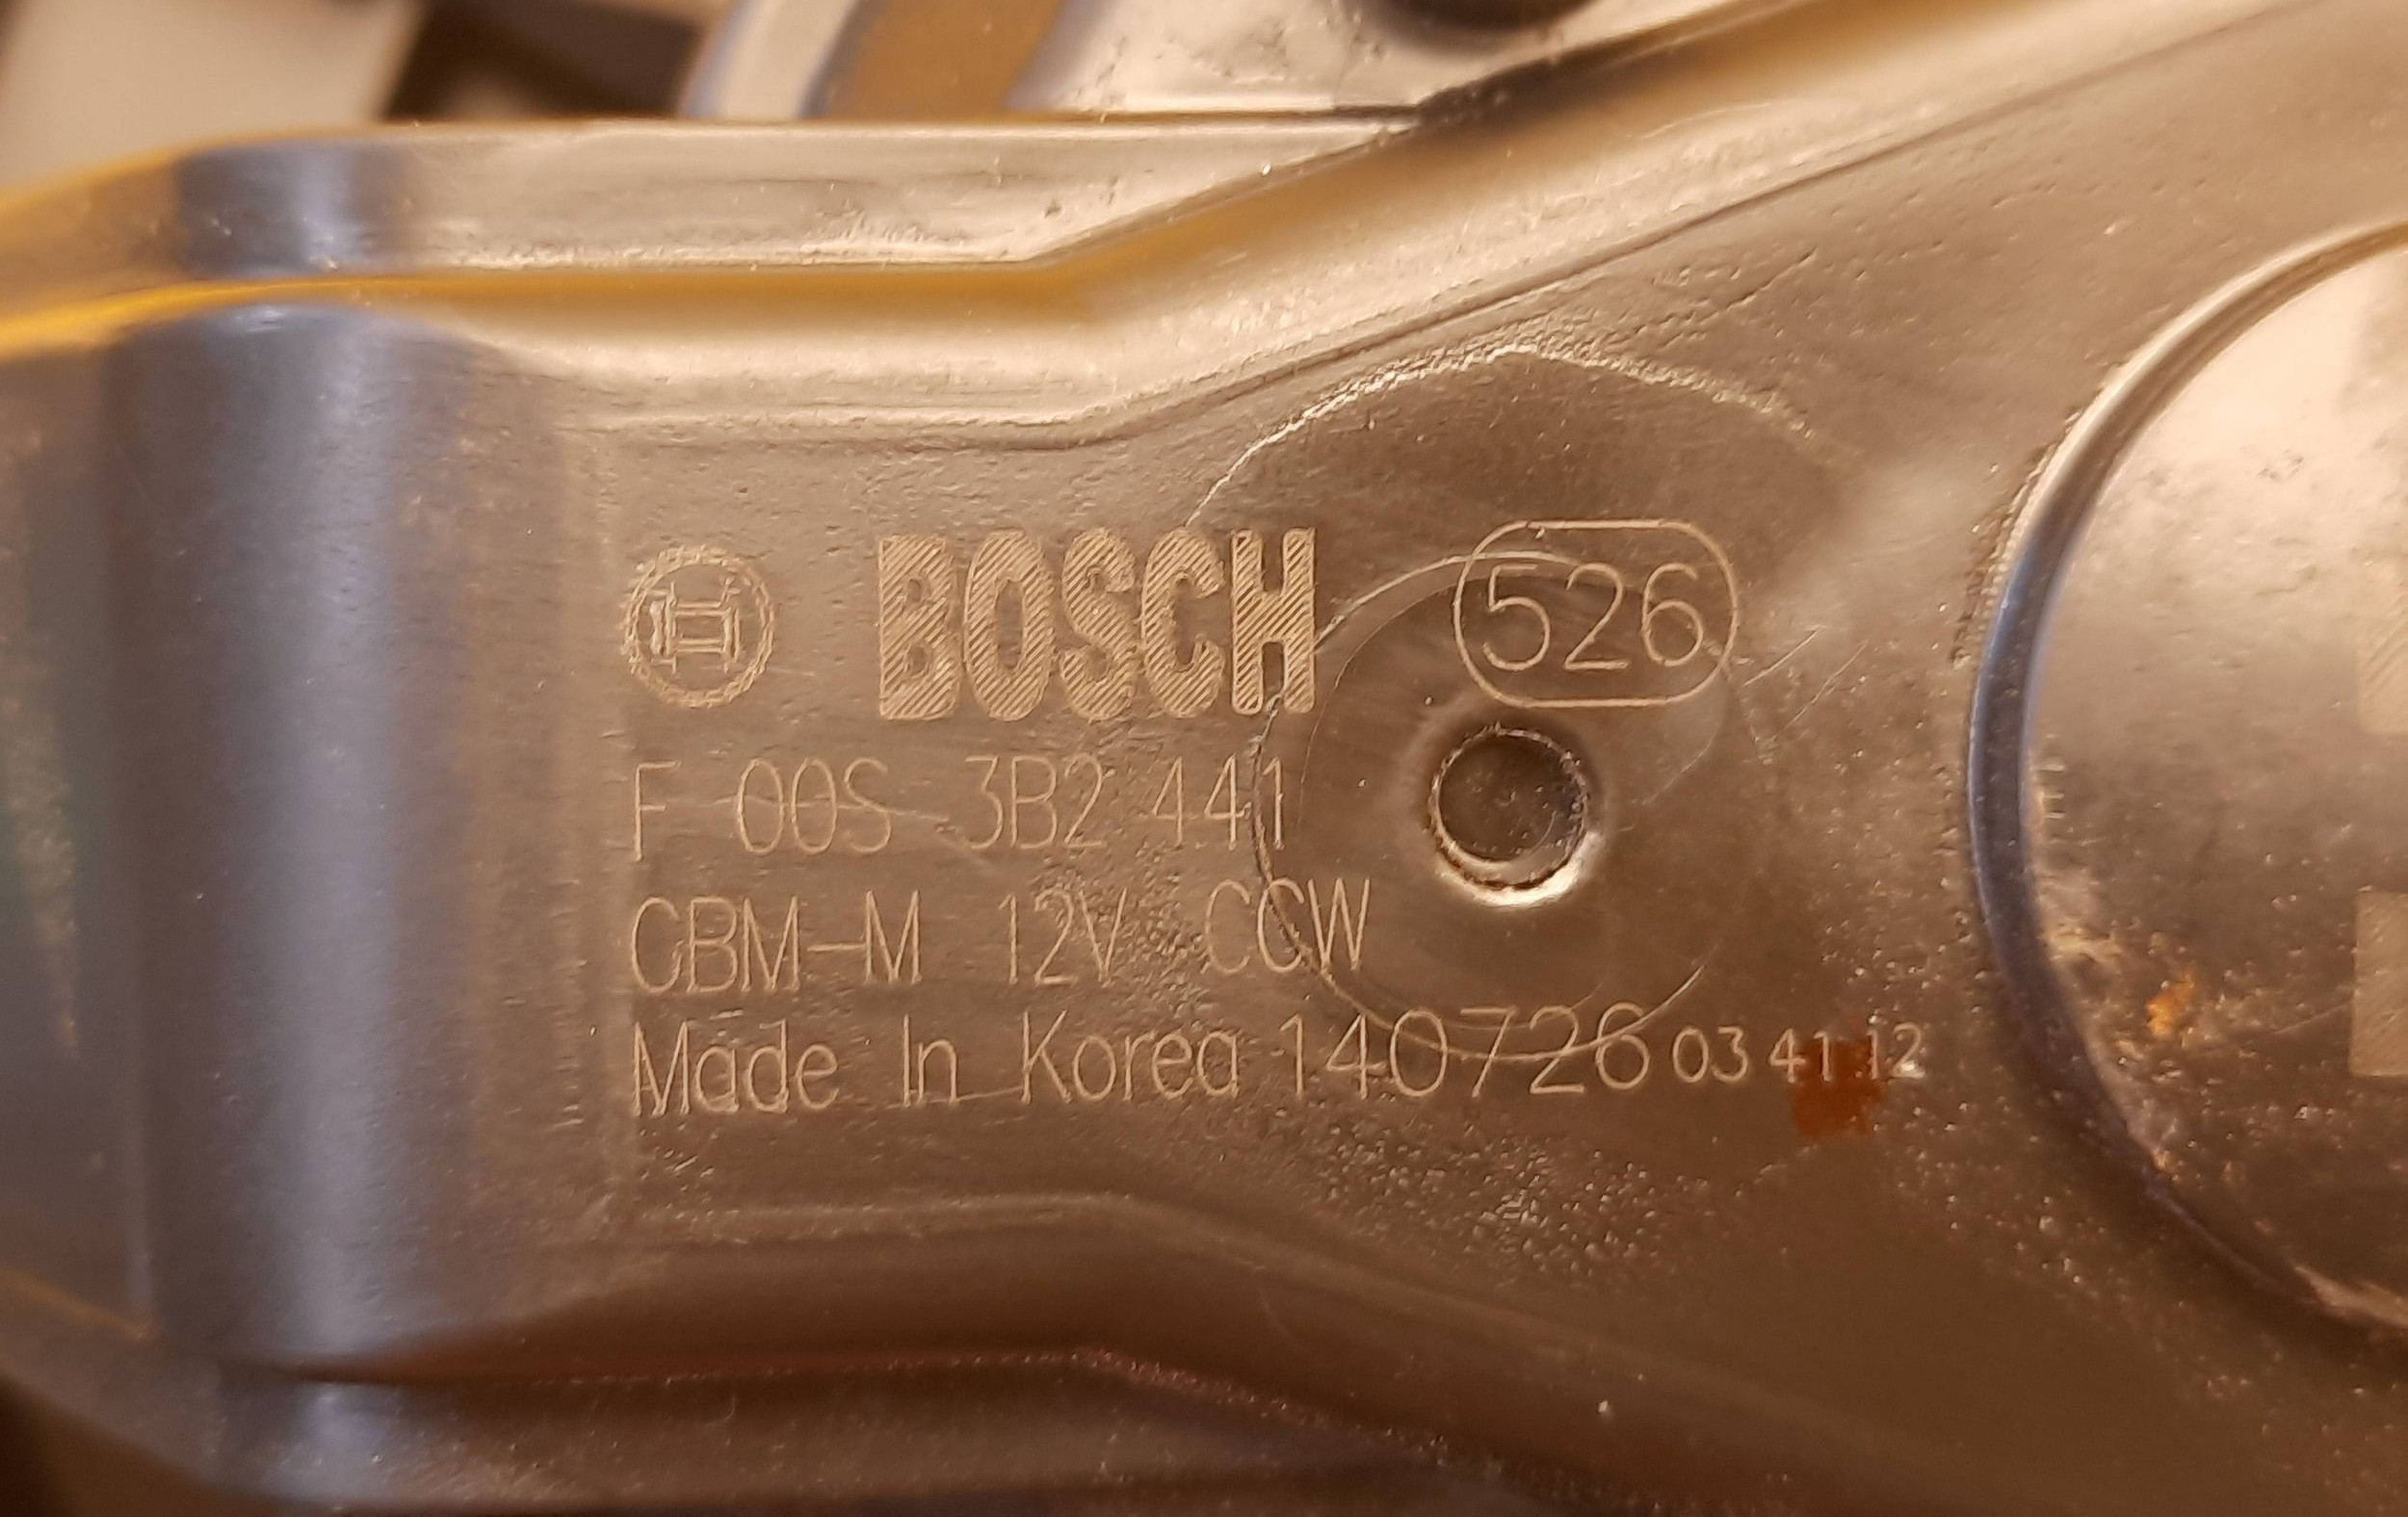 BOSCH 526
F 00S 3B2 441
CBM-M 12V CCW
Made In Korea 140726 03 41 12